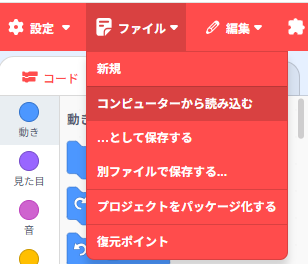 設定 ファイル 編集
コード
新規
コンピューターから読み込む
...として保存する
別ファイルで保存する...
プロジェクトをパッケージ化する
復元ポイント
動き
動き
見た目
音